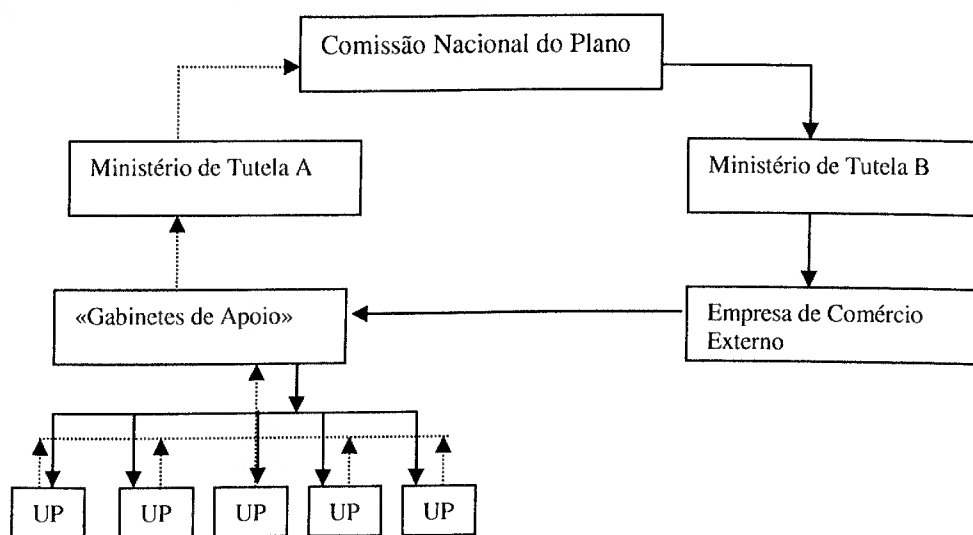 Comissão Nacional do Plano
Ministério de Tutela A
Ministério de Tutela B
«Gabinetes de Apoio»
Empresa de Comércio
Externo
UP
UP
UP
UP
UP